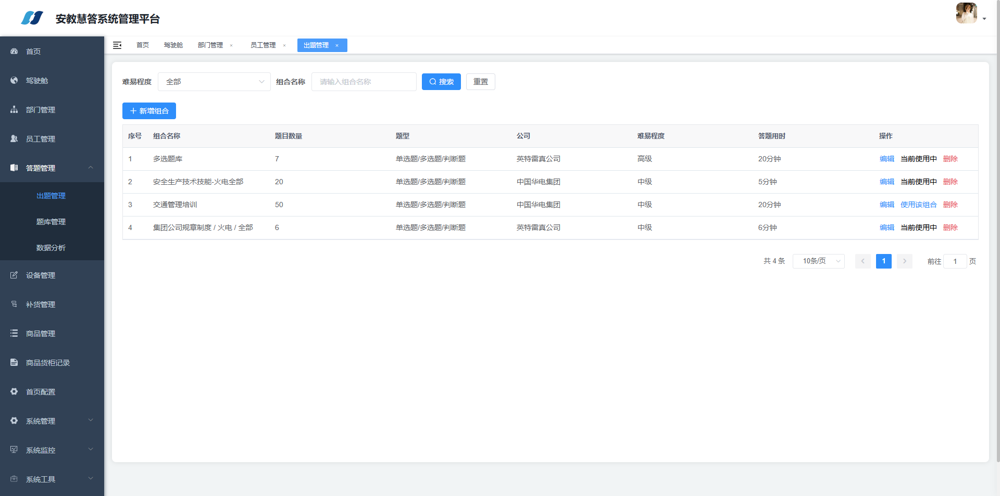 安教慧答系统管理平台
首页 驾驶舱 部门管理 × 员工管理 × 出题管理 ×
首页
驾驶舱
部门管理
员工管理
答题管理
出题管理
题库管理
数据分析
设备管理
补货管理
商品管理
商品货柜记录
首页配置
系统管理
系统监控
系统工具
难易程度 全部 组合名称 请输入组合名称 搜索 重置
新增组合
序号 组合名称 题目数量 题型 公司 难易程度 答题用时 操作
1 多选题库 7 单选题/多选题/判断题 英特雷真公司 高级 20分钟 编辑 当前使用中 删除
2 安全生产技术技能-火电全部 20 单选题/多选题/判断题 中国华电集团 中级 5分钟 编辑 当前使用中 删除
3 交通管理培训 50 单选题/多选题/判断题 中国华电集团 中级 20分钟 编辑 使用该组合 删除
4 集团公司规章制度 / 火电 / 全部 6 单选题/多选题/判断题 英特雷真公司 中级 6分钟 编辑 当前使用中 删除
共 4 条 10条/页 1 前往 1 页